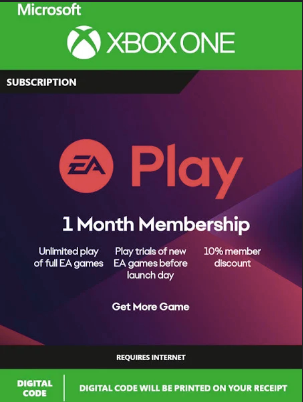 Microsoft
XBOX ONE
SUBSCRIPTION
EA Play
1 Month Membership
Unlimited play
of full EA games
Play trials of new
EA games before
launch day
10% member
discount
Get More Game
REQUIRES INTERNET
DIGITAL
CODE
DIGITAL CODE WILL BE PRINTED ON YOUR RECEIPT